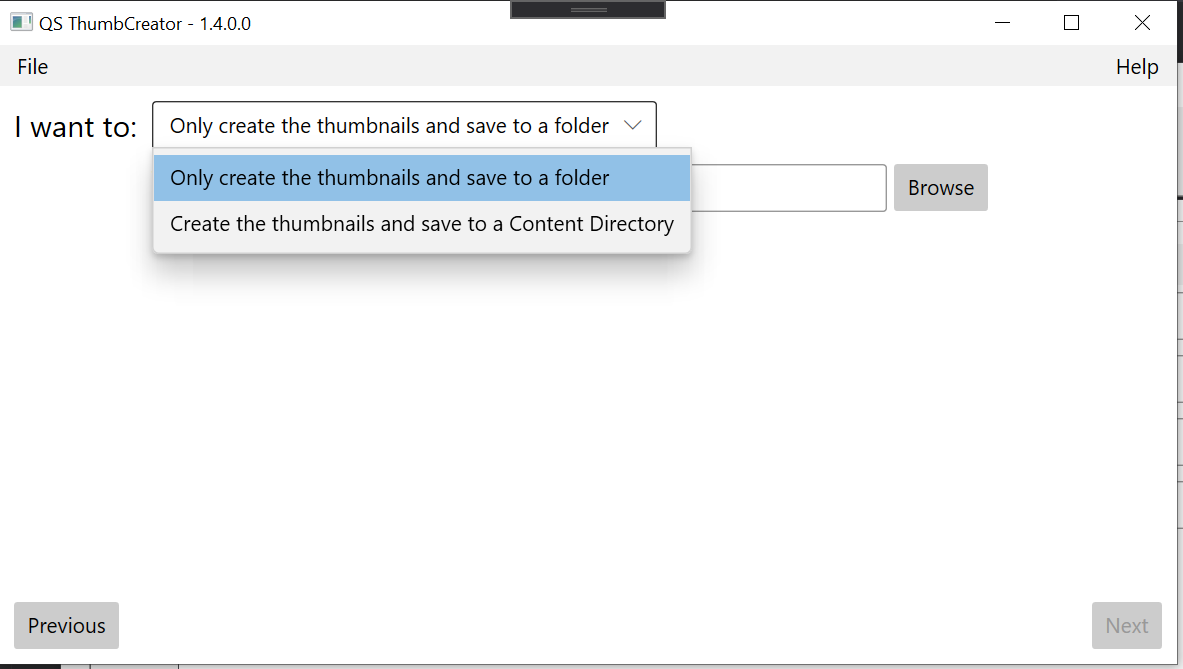 QS ThumbCreator - 1.4.0.0
File
Help
I want to:
Only create the thumbnails and save to a folder
Only create the thumbnails and save to a folder
Create the thumbnails and save to a Content Directory
Browse
Previous
Next